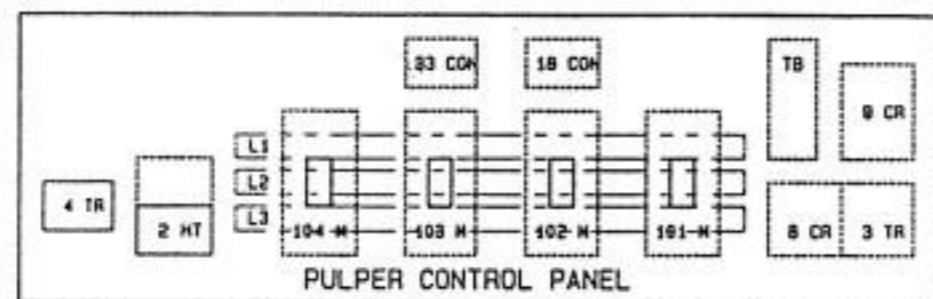 33 CON
18 CON
TB
9 CR
L1
L2
L3
4 TR
2 HT
104 M
103 M
102 M
101 M
8 CR
3 TR
PULPER CONTROL PANEL